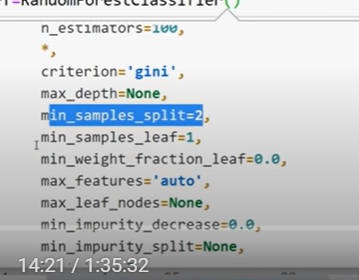 =RandomForestClassifier()
n_estimators=100,
*,
criterion='gini',
max_depth=None,
min_samples_split=2,
min_samples_leaf=1,
min_weight_fraction_leaf=0.0,
max_features='auto',
max_leaf_nodes=None,
min_impurity_decrease=0.0,
min_impurity_split=None,
14:21 / 1:35:32